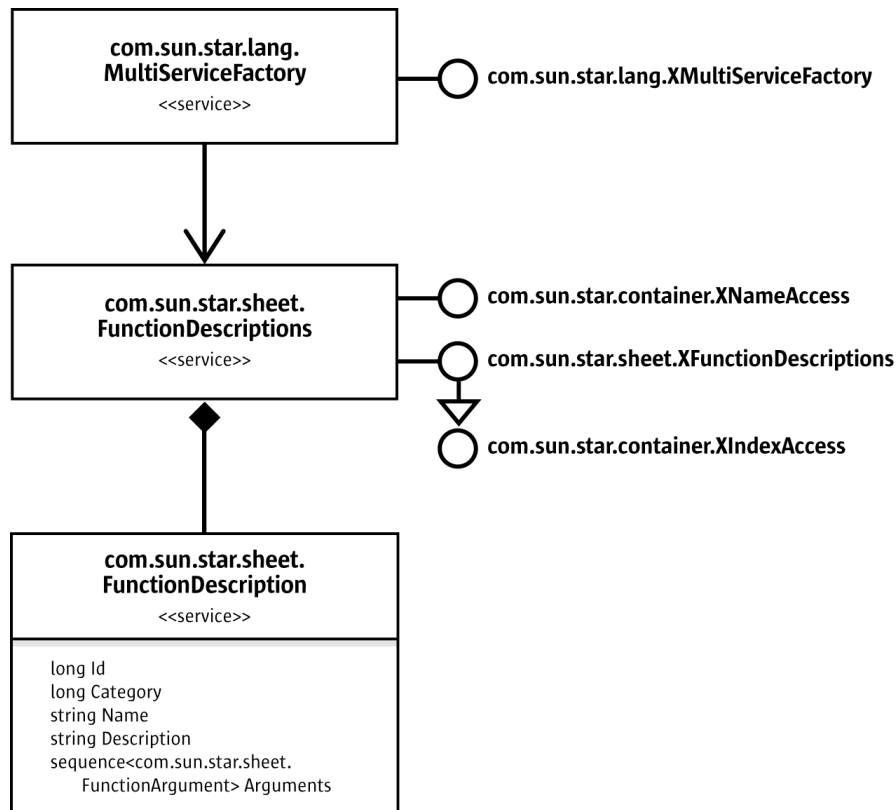 com.sun.star.lang.
MultiServiceFactory
<<service>>
com.sun.star.lang.XMultiServiceFactory
com.sun.star.sheet.
FunctionDescriptions
<<service>>
com.sun.star.container.XNameAccess
com.sun.star.sheet.XFunctionDescriptions
com.sun.star.container.XIndexAccess
com.sun.star.sheet.
FunctionDescription
<<service>>
long Id
long Category
string Name
string Description
sequence<com.sun.star.sheet.
FunctionArgument> Arguments